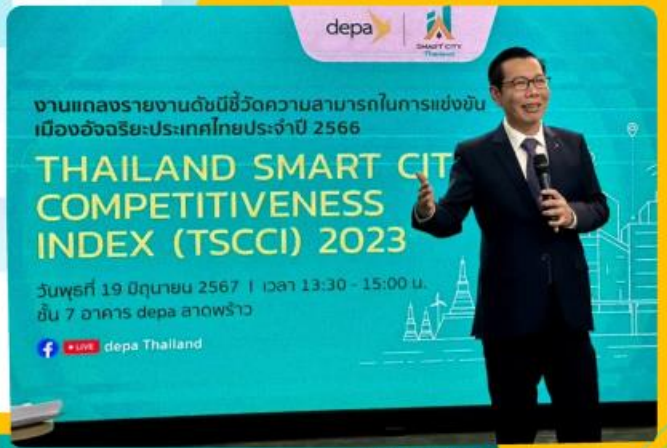 depa
SMART CITY
Thailand
งานแถลงรายงานดัชนีชี้วัดความสามารถในการแข่งขัน
เมืองอัจฉริยะประเทศไทยประจำปี 2566
THAILAND SMART CIT
COMPETITIVENESS
INDEX (TSCCI) 2023
วันพุธที่ 19 มิถุนายน 2567 | เวลา 13:30 - 15:00 น.
ชั้น 7 อาคาร depa ลาดพร้าว
LIVE depa Thailand